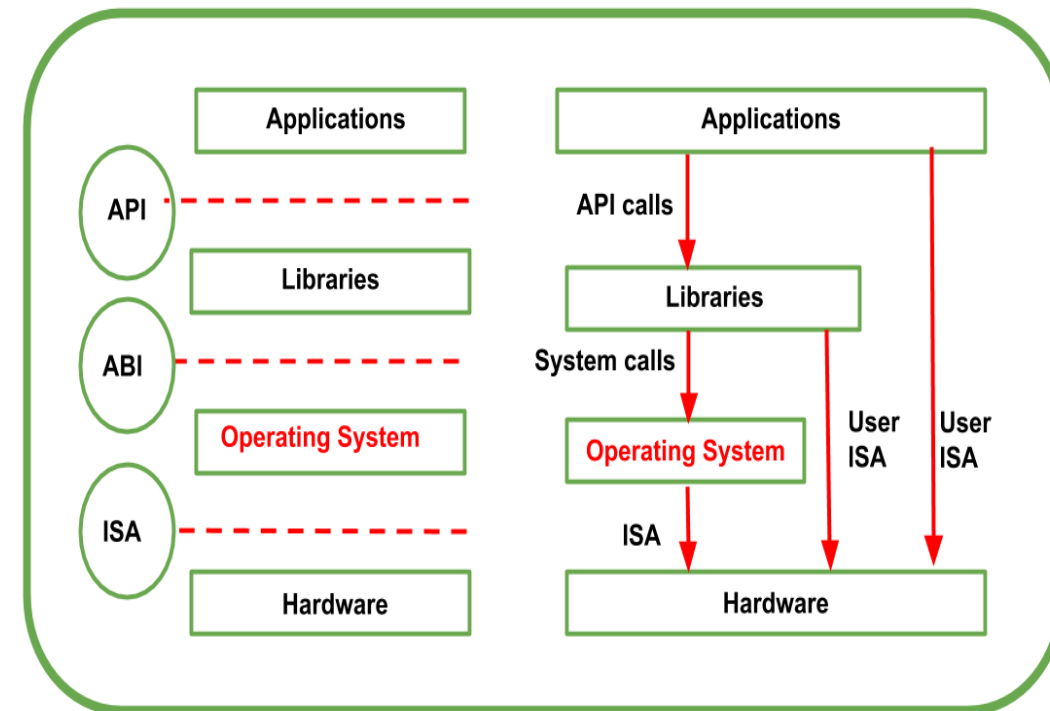 Applications
API
Libraries
ABI
Operating System
ISA
Hardware
Applications
API calls
Libraries
System calls
Operating System
User
ISA
User
ISA
ISA
Hardware